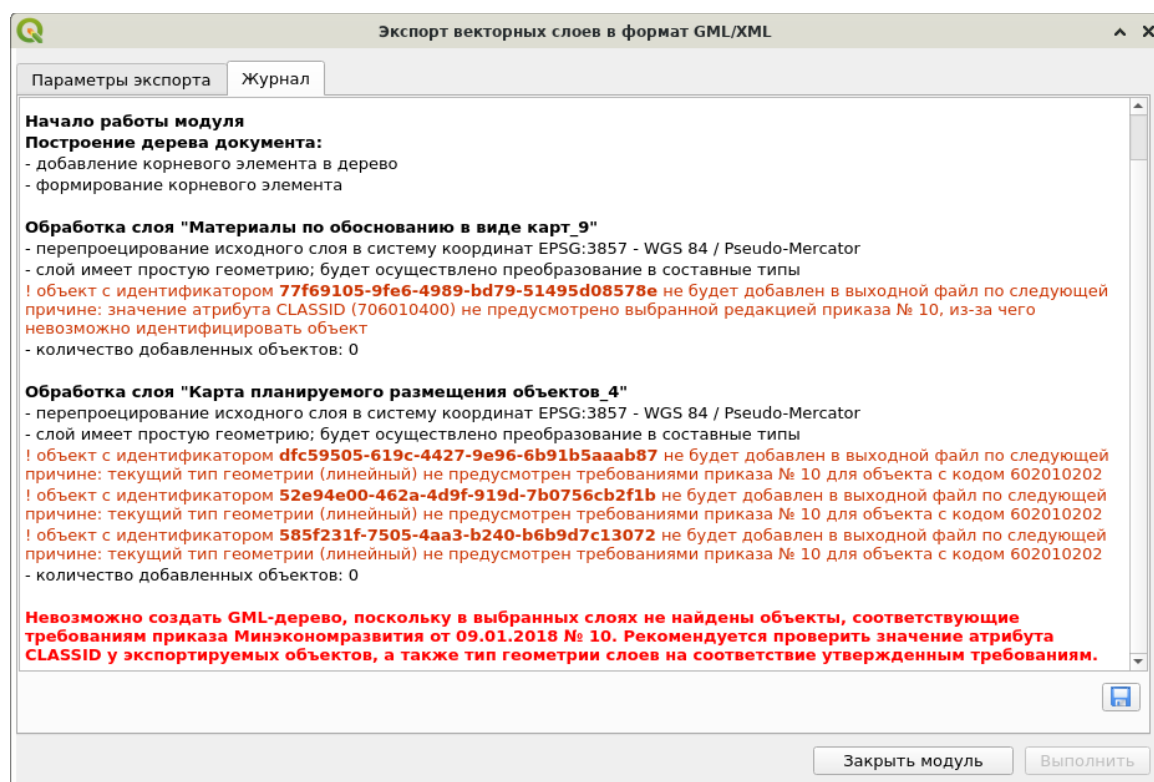 Экспорт векторных слоев в формат GML/XML
Параметры экспорта
Журнал
Начало работы модуля
Построение дерева документа:
- добавление корневого элемента в дерево
- формирование корневого элемента
Обработка слоя "Материалы по обоснованию в виде карт_9"
- перепроецирование исходного слоя в систему координат EPSG:3857 - WGS 84 / Pseudo-Mercator
- слой имеет простую геометрию; будет осуществлено преобразование в составные типы
! объект с идентификатором 77f69105-9fe6-4989-bd79-51495d08578e не будет добавлен в выходной файл по следующей
причине: значение атрибута CLASSID (706010400) не предусмотрено выбранной редакцией приказа № 10, из-за чего
невозможно идентифицировать объект
- количество добавленных объектов: 0
Обработка слоя "Карта планируемого размещения объектов_4"
- перепроецирование исходного слоя в систему координат EPSG:3857 - WGS 84 / Pseudo-Mercator
- слой имеет простую геометрию; будет осуществлено преобразование в составные типы
! объект с идентификатором dfc59505-619c-4427-9e96-6b91b5aaab87 не будет добавлен в выходной файл по следующей
причине: текущий тип геометрии (линейный) не предусмотрен требованиями приказа № 10 для объекта с кодом 602010202
! объект с идентификатором 52e94e00-462a-4d9f-919d-7b0756cb2f1b не будет добавлен в выходной файл по следующей
причине: текущий тип геометрии (линейный) не предусмотрен требованиями приказа № 10 для объекта с кодом 602010202
! объект с идентификатором 585f231f-7505-4aa3-b240-b6b9d7c13072 не будет добавлен в выходной файл по следующей
причине: текущий тип геометрии (линейный) не предусмотрен требованиями приказа № 10 для объекта с кодом 602010202
- количество добавленных объектов: 0
Невозможно создать GML-дерево, поскольку в выбранных слоях не найдены объекты, соответствующие
требованиям приказа Минэкономразвития от 09.01.2018 № 10. Рекомендуется проверить значение атрибута
CLASSID у экспортируемых объектов, а также тип геометрии слоев на соответствие утвержденным требованиям.
Закрыть модуль
Выполнить